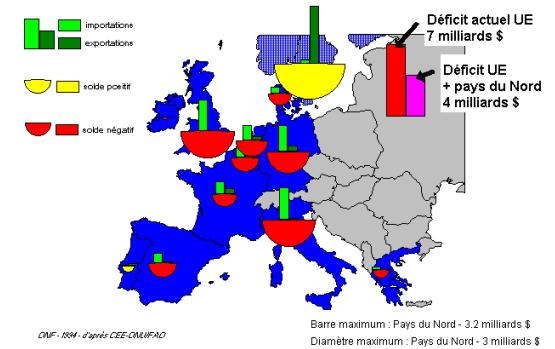 importations
exportations
solde positif
solde négatif
Déficit actuel UE
7 milliards $
Déficit UE
+ pays du Nord
4 milliards $
ONF - 1994 - d'après CEE-ONU/FAO
Barre maximum : Pays du Nord - 3.2 milliards $
Diamètre maximum : Pays du Nord - 3 milliards $